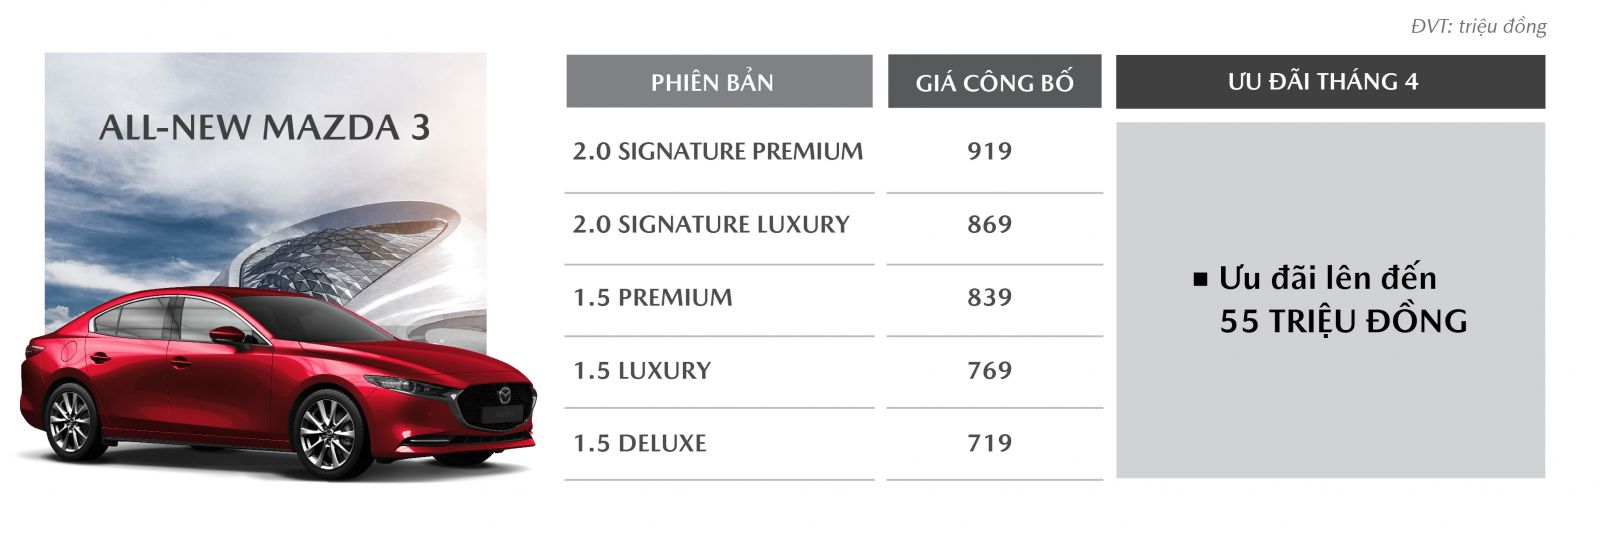 ĐVT: triệu đồng
ALL-NEW MAZDA 3
PHIÊN BẢN GIÁ CÔNG BỐ ƯU ĐÃI THÁNG 4
2.0 SIGNATURE PREMIUM 919
2.0 SIGNATURE LUXURY 869
1.5 PREMIUM 839
1.5 LUXURY 769
1.5 DELUXE 719
▪ Ưu đãi lên đến
55 TRIỆU ĐỒNG